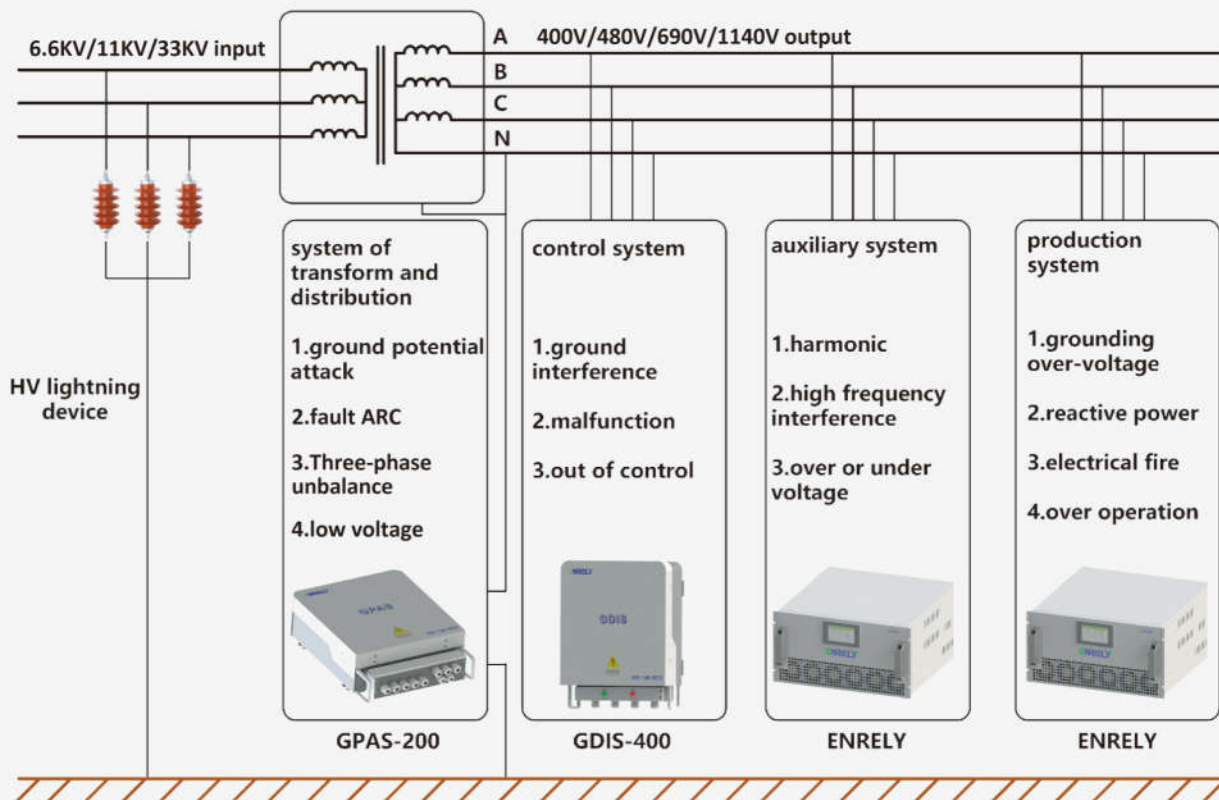 6.6KV/11KV/33KV input
A
400V/480V/690V/1140V output
B
C
N
HV lightning
device
system of
transform and
distribution
1.ground potential
attack
2.fault ARC
3.Three-phase
unbalance
4.low voltage
ENRELY
GPAS
GPAS-200
control system
1.ground
interference
2.malfunction
3.out of control
ENRELY
GDIS
GDIS-400
auxiliary system
1.harmonic
2.high frequency
interference
3.over or under
voltage
ENRELY
ENRELY
production
system
1.grounding
over-voltage
2.reactive power
3.electrical fire
4.over operation
ENRELY
ENRELY